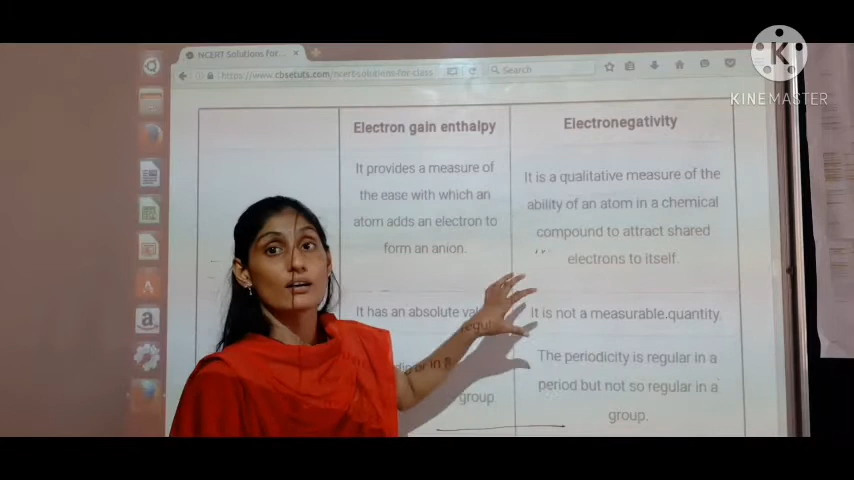 NCERT Solutions for...
https://www.cbsetuts.com/ncert-solutions-for-class
Search
K
KINEMASTER
Electron gain enthalpy
It provides a measure of
the ease with which an
atom adds an electron to
form an anion.
It has an absolute
group.
Electronegativity
It is a qualitative measure of the
ability of an atom in a chemical
compound to attract shared
electrons to itself.
It is not a measurable.quantity.
The periodicity is regular in a
period but not so regular in a
group.